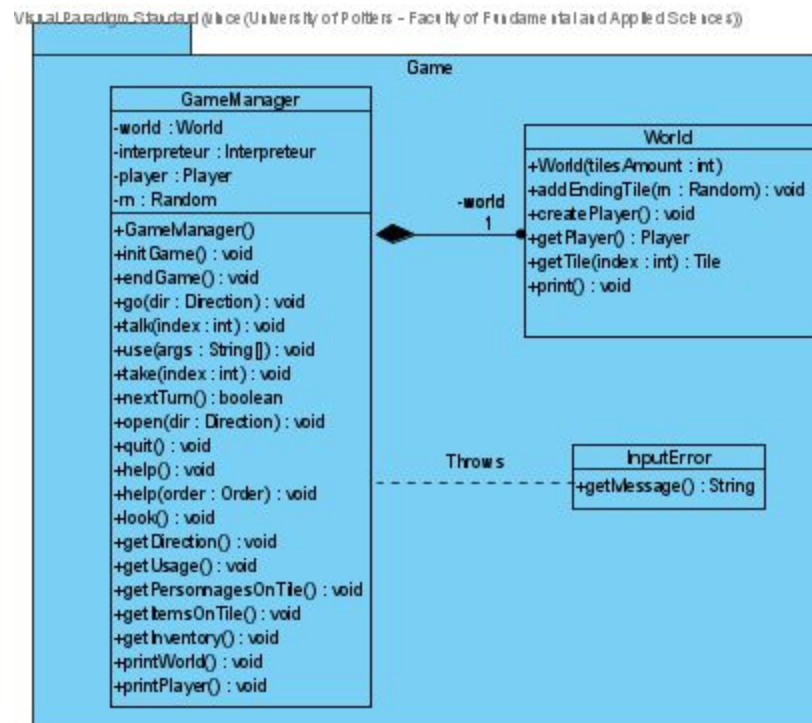 Visual Paradigm Standard (vince (University of Poitiers - Faculty of Fundamental and Applied Sciences))
Game
GameManager
-world : World
-interpreteur : Interpreteur
-player : Player
-rn : Random
+GameManager()
+initGame() : void
+endGame() : void
+go(dir : Direction) : void
+talk(index : int) : void
+use(args : String[]) : void
+take(index : int) : void
+nextTurn() : boolean
+open(dir : Direction) : void
+quit() : void
+help() : void
+help(order : Order) : void
+look() : void
+getDirection() : void
+getUsage() : void
+getPersonnagesOnTile() : void
+getItemsOnTile() : void
+getInventory() : void
+printWorld() : void
+printPlayer() : void
-world
1
World
+World(tilesAmount : int)
+addEndingTile(rn : Random) : void
+createPlayer() : void
+getPlayer() : Player
+getTile(index : int) : Tile
+print() : void
Throws
InputError
+getMessage() : String